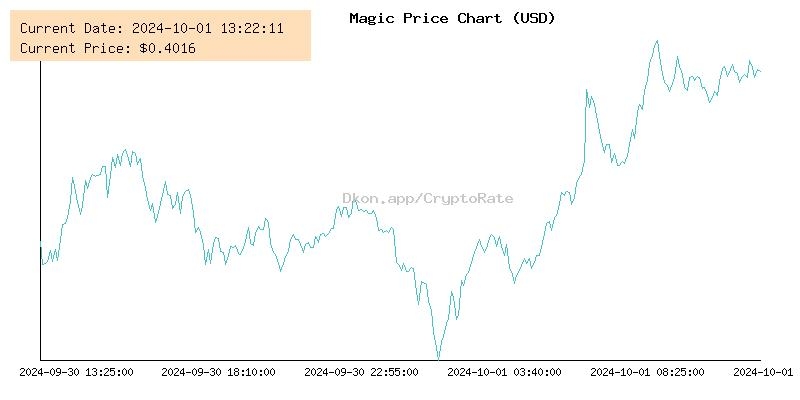 Magic Price Chart (USD)
Current Date: 2024-10-01 13:22:11
Current Price: $0.4016
Dkon.app/CryptoRate
2024-09-30 13:25:00 2024-09-30 18:10:00 2024-09-30 22:55:00 2024-10-01 03:40:00 2024-10-01 08:25:00 2024-10-01